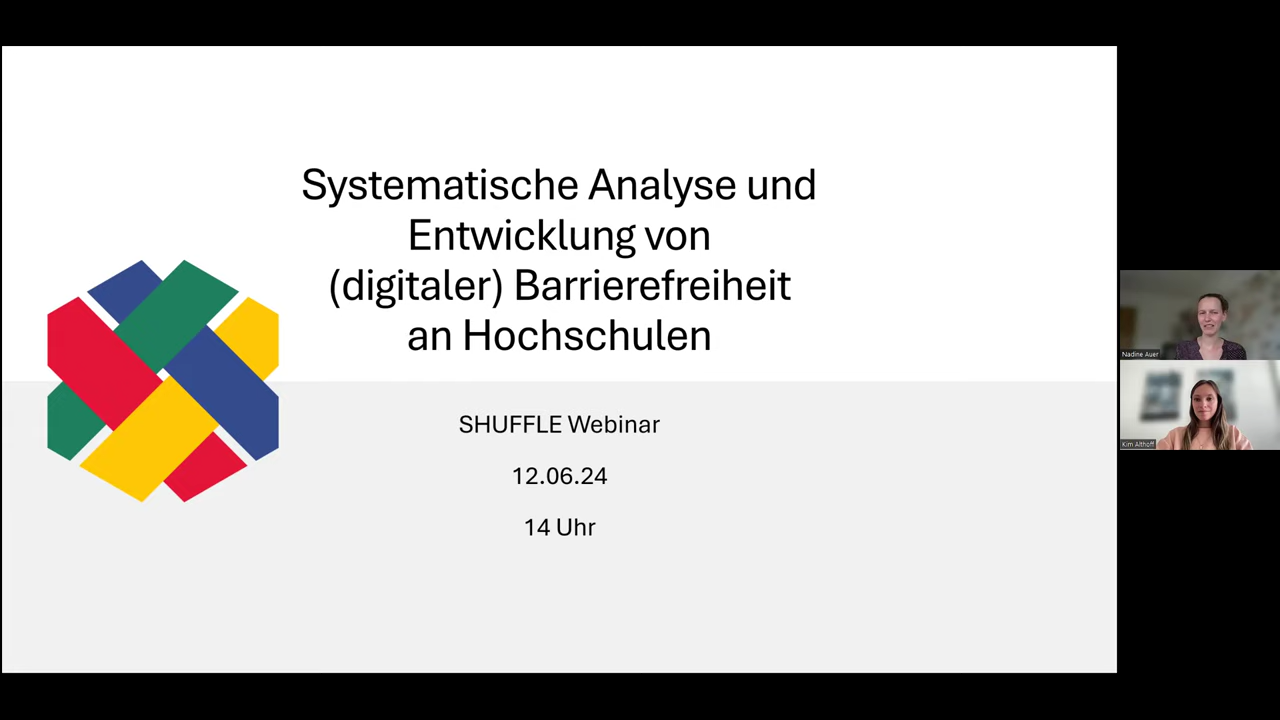 Systematische Analyse und
Entwicklung von
(digitaler) Barrierefreiheit
an Hochschulen
SHUFFLE Webinar
12.06.24
14 Uhr
Nadine Auer
Kim Althoff